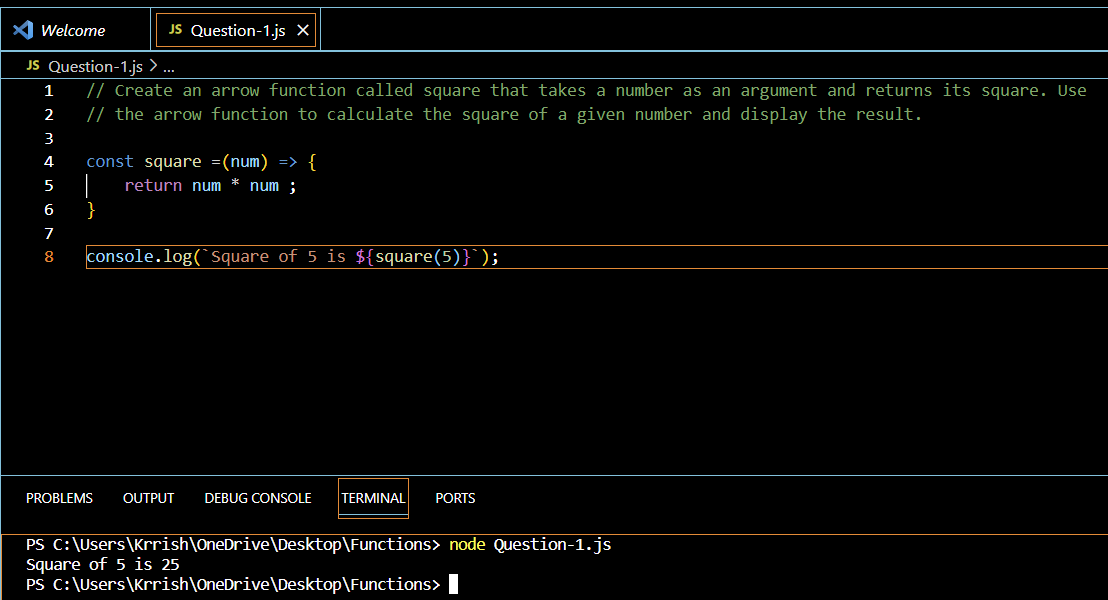 Welcome
JS Question-1.js ×
JS Question-1.js > ...
1 // Create an arrow function called square that takes a number as an argument and returns its square. Use
2 // the arrow function to calculate the square of a given number and display the result.
3
4 const square =(num) => {
5     return num * num ;
6 }
7
8 console.log(`Square of 5 is ${square(5)}`);
PROBLEMS OUTPUT DEBUG CONSOLE TERMINAL PORTS
PS C:\Users\Krrish\OneDrive\Desktop\Functions> node Question-1.js
Square of 5 is 25
PS C:\Users\Krrish\OneDrive\Desktop\Functions>